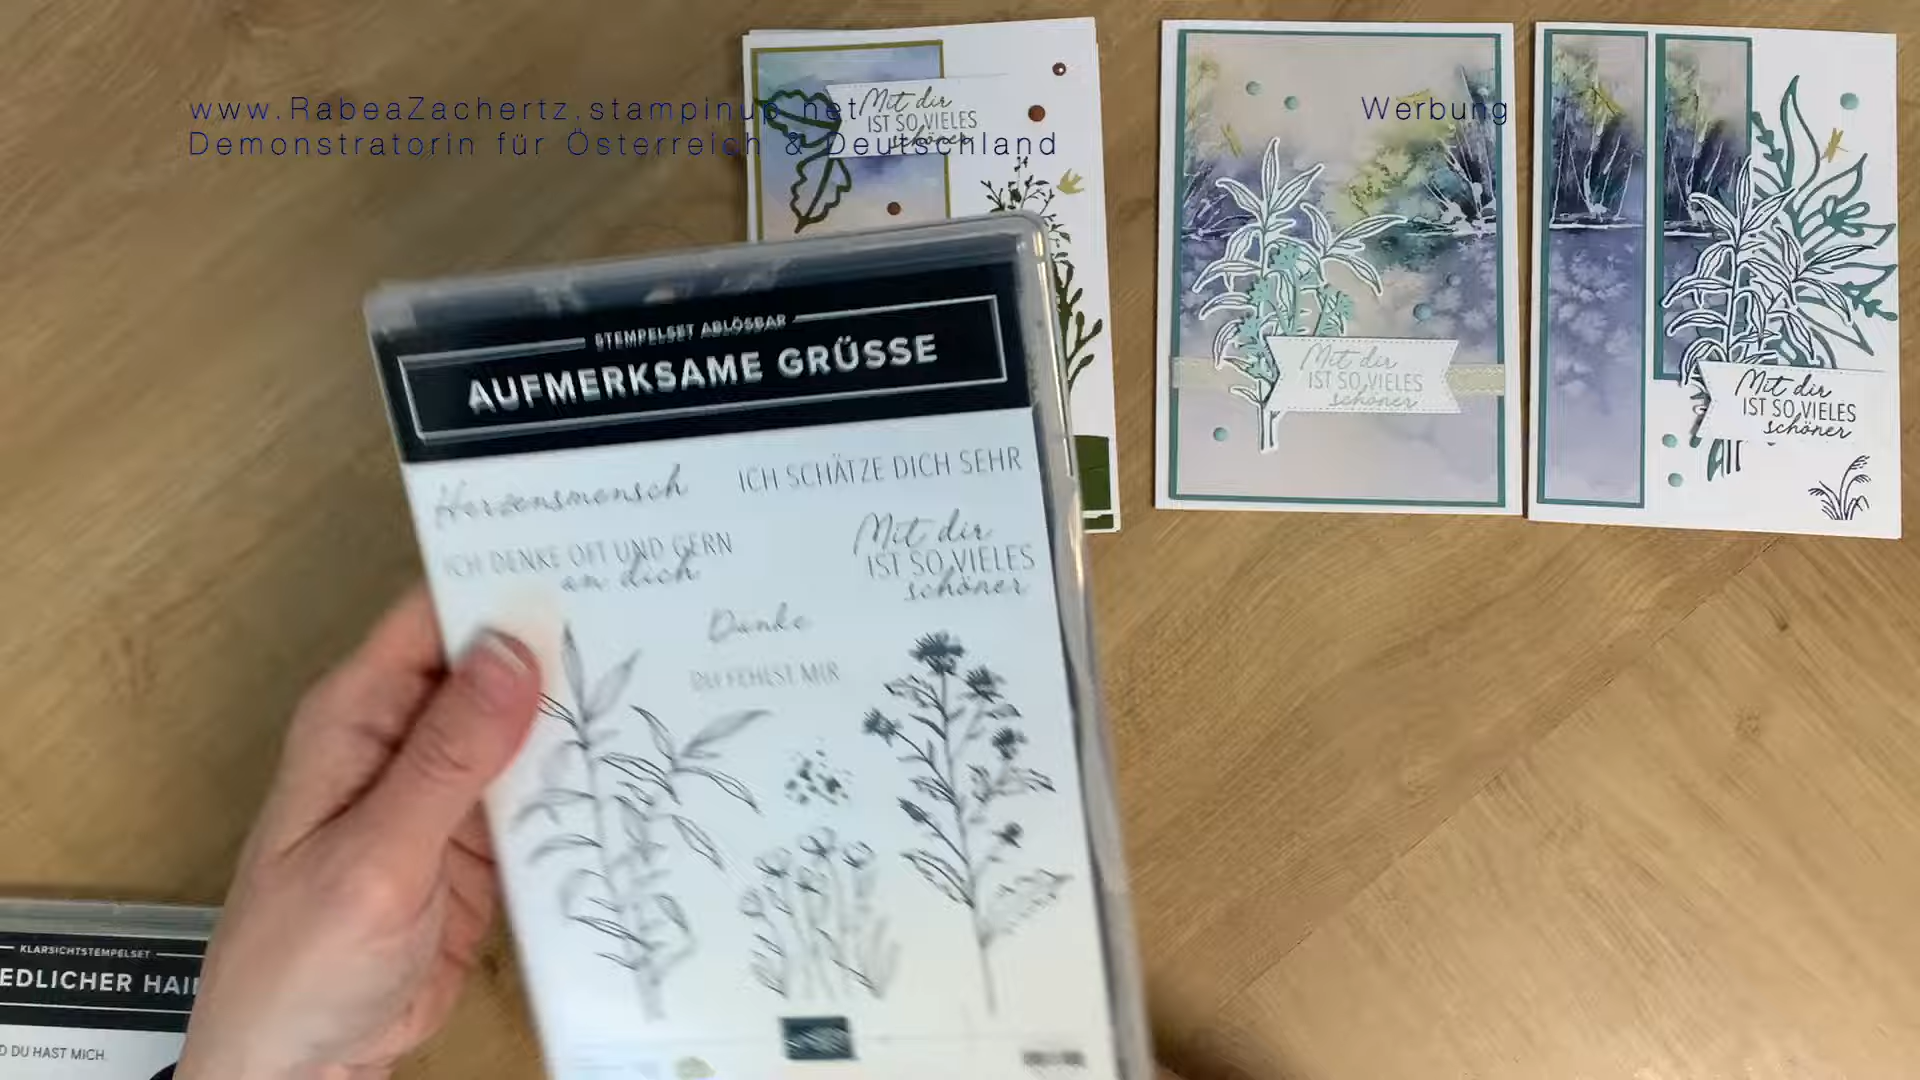 www.RabeaZachertz.stampinup.net
Demonstratorin für Österreich & Deutschland
Werbung
Mit dir
IST SO VIELES
schöner
Mit dir
IST SO VIELES
schöner
Mit dir
IST SO VIELES
schöner
STEMPELSET ABLÖSBAR
AUFMERKSAME GRÜSSE
Herzensmensch
ICH SCHÄTZE DICH SEHR
ICH DENKE OFT UND GERN
an dich
Mit dir
IST SO VIELES
schöner
Danke
DU FEHLST MIR
KLARSICHTSTEMPELSET
EDLICHER HAI
D DU HAST MICH.